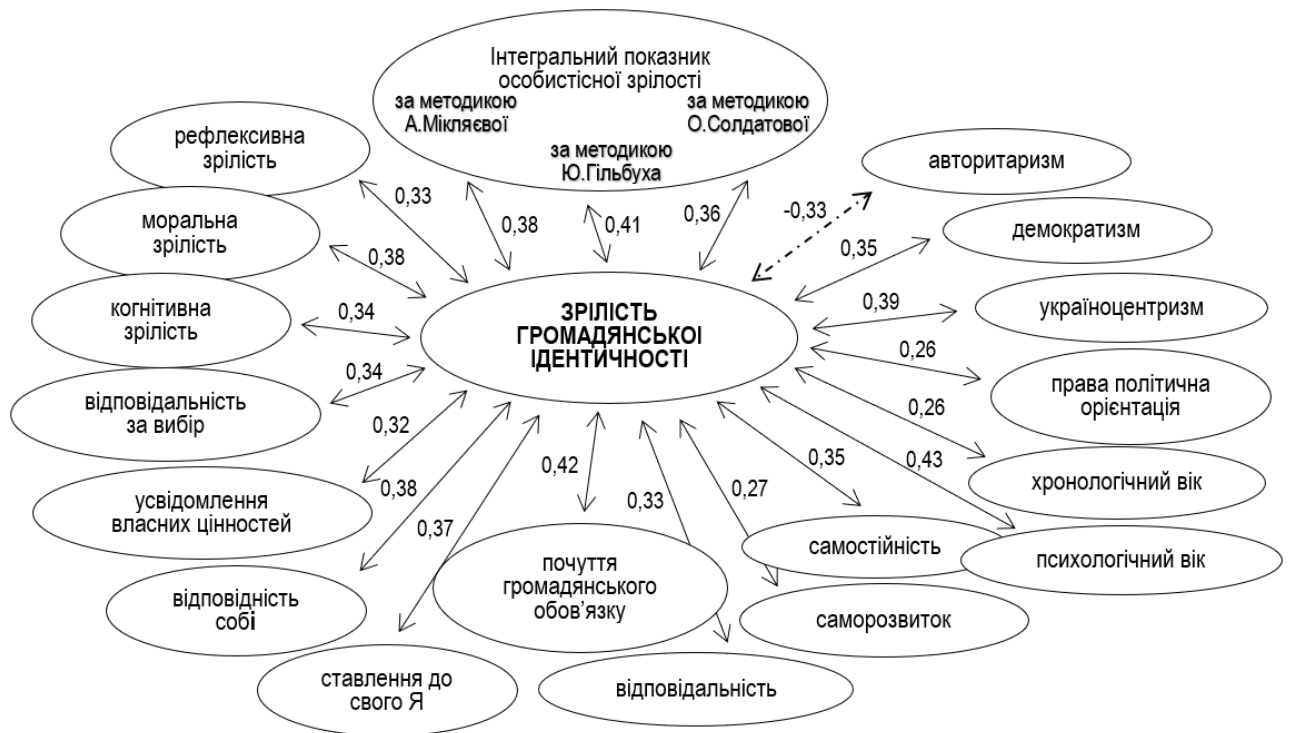 Інтегральний показник
особистісної зрілості
за методикою
А.Мікляєвої
за методикою
О.Солдатової
за методикою
Ю.Гільбуха
рефлексивна
зрілість
авторитаризм
0,33
0,38
0,41
0,36
-0,33
моральна
зрілість
демократизм
0,38
0,35
когнітивна
зрілість
0,34
ЗРІЛІСТЬ
ГРОМАДЯНСЬКОЇ
ІДЕНТИЧНОСТІ
0,39
україноцентризм
0,26
відповідальність
за вибір
0,34
права політична
орієнтація
0,26
0,32
0,43
усвідомлення
власних цінностей
0,38
0,37
0,42
0,33
0,27
0,35
хронологічний вік
самостійність
психологічний вік
почуття
громадянського
обов’язку
відповідність
собі
саморозвиток
ставлення до
свого Я
відповідальність